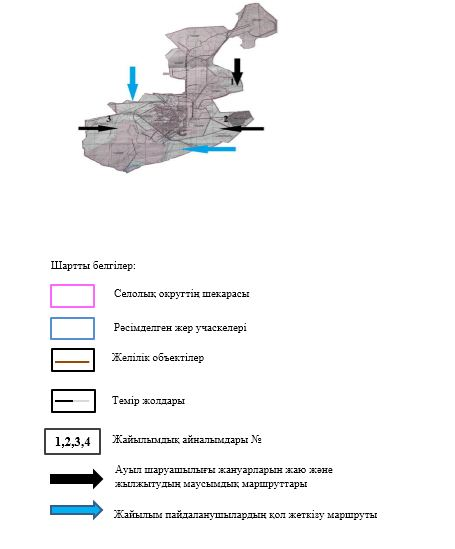 1
3
2
Шартты белгілер:
Селолық округтің шекарасы
Рәсімделген жер учаскелері
Желілік объектілер
Темір жолдары
1,2,3,4 Жайылымдық айналымдары №
Ауыл шаруашылығы жануарларын жаю және
жылжытудың маусымдық маршруттары
Жайылым пайдаланушылардың қол жеткізу маршруты